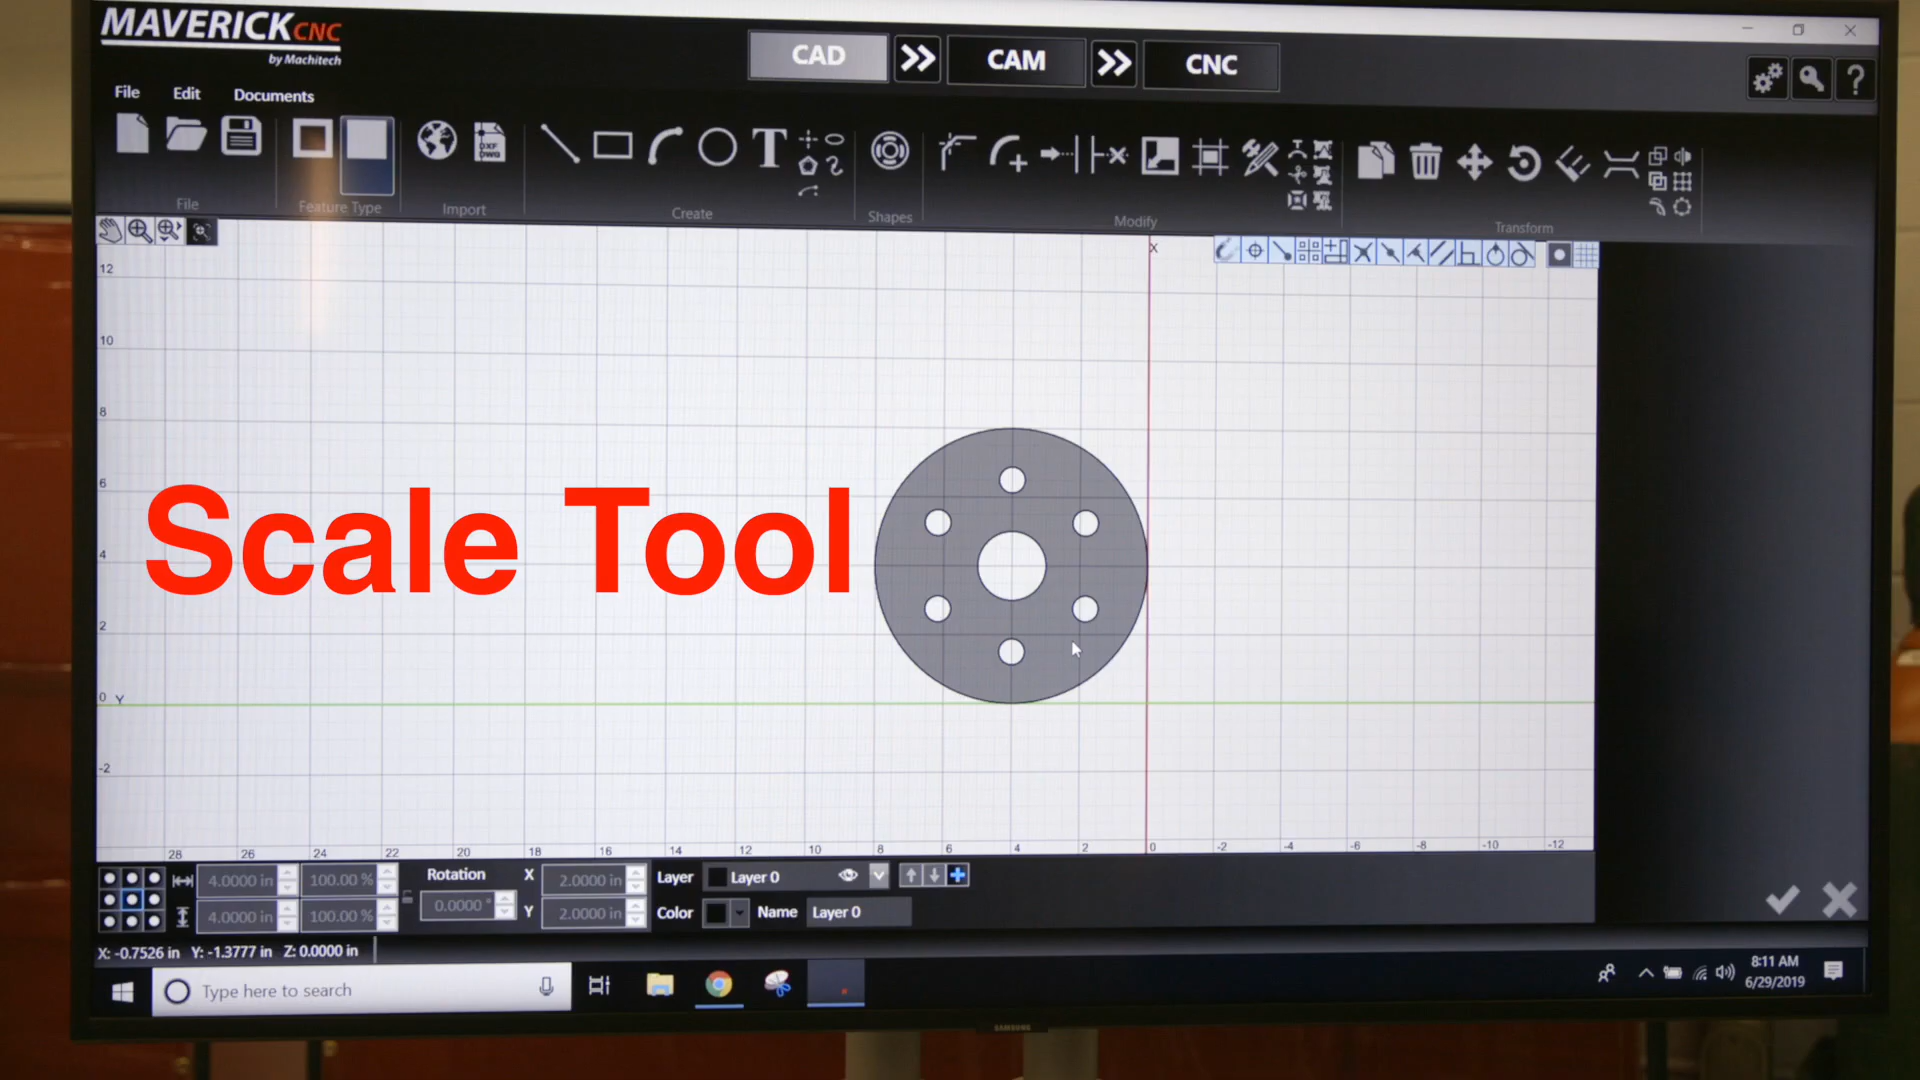 MAVERICKCNC
by Machitech
CAD
CAM
CNC
File Edit Documents
T
DXF
DWG
File
Feature Type
Import
Create
Shapes
Modify
Transform
X
12
10
8
6
4
2
0 Y
-2
Scale Tool
28 26 24 22 20 18 16 14 12 10 8 6 4 2 0 -2 -4 -6 -8 -10 -12
4.0000 in 100.00 %
4.0000 in 100.00 %
Rotation
0.0000 °
X 2.0000 in
Y 2.0000 in
Layer Layer 0
Color Name Layer 0
X: -0.7526 in Y: -1.3777 in Z: 0.0000 in
Type here to search
8:11 AM
6/29/2019
SAMSUNG